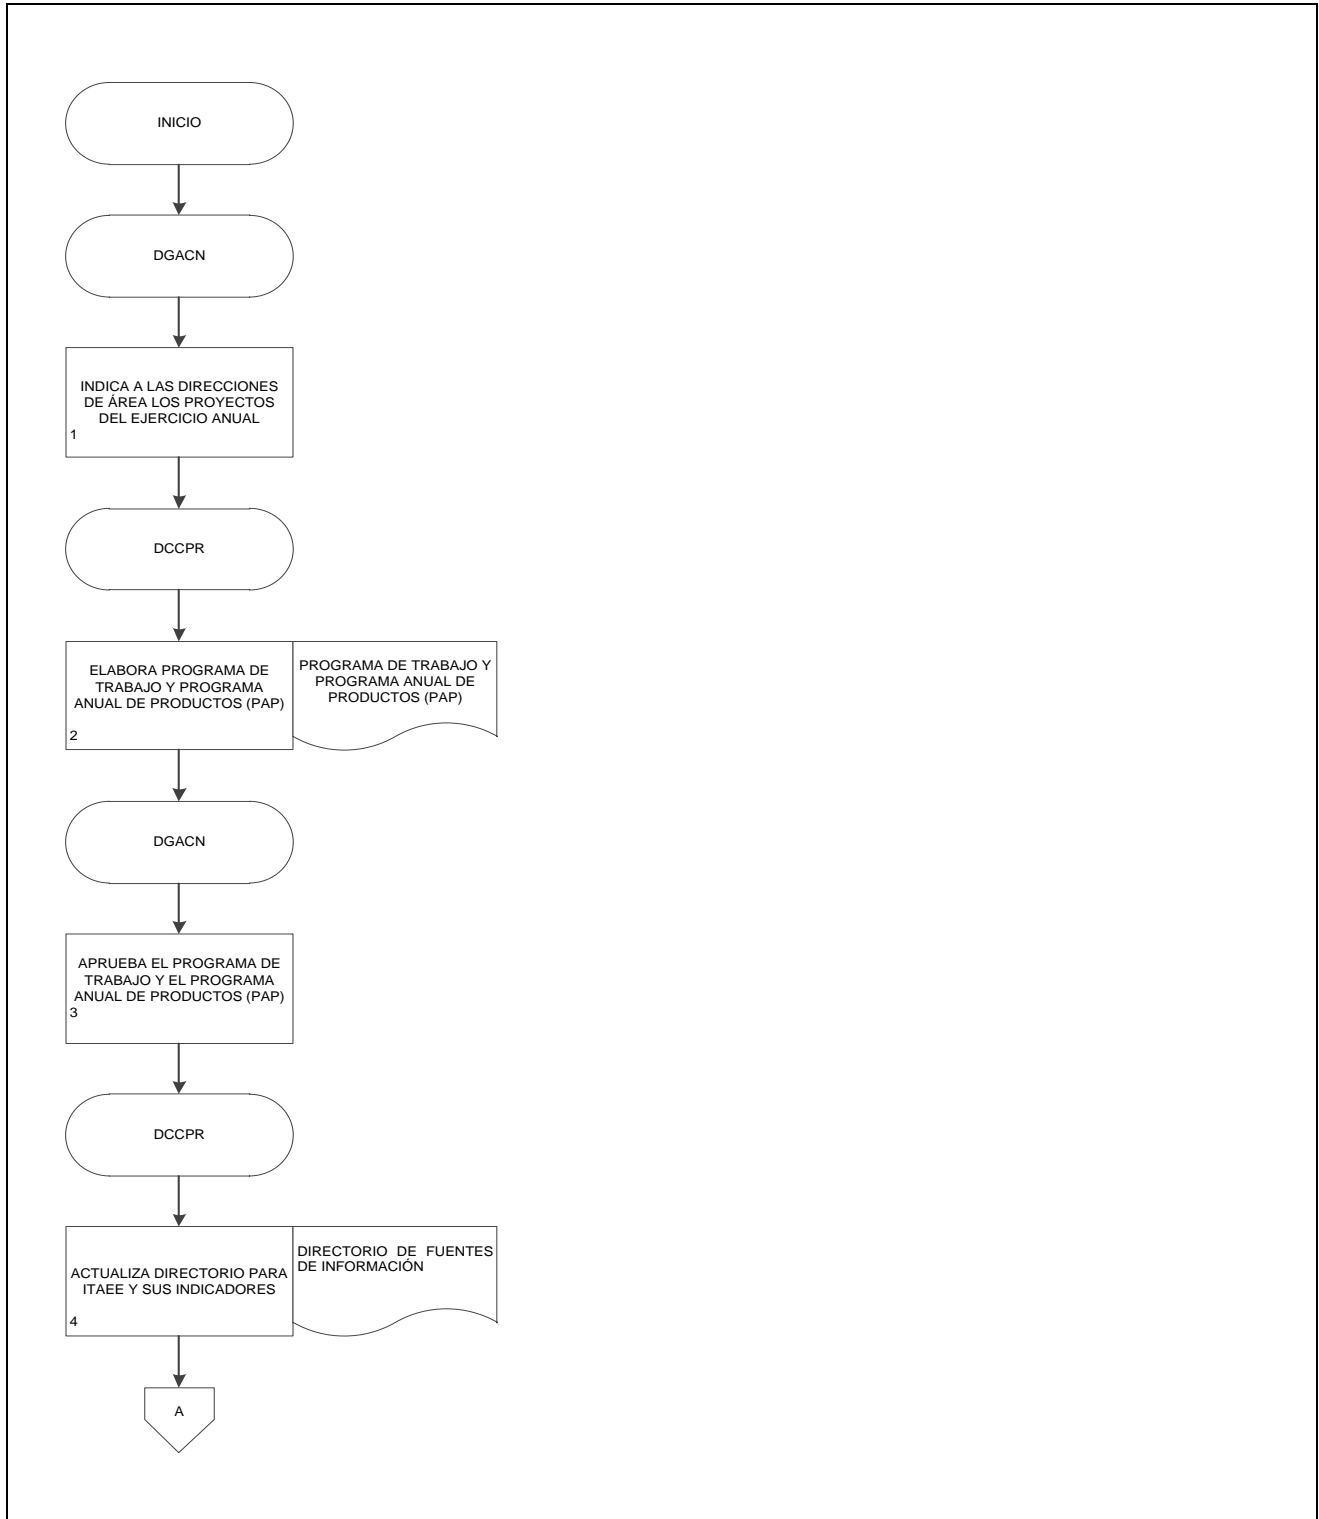 INICIO
DGACN
INDICA A LAS DIRECCIONES
DE ÁREA LOS PROYECTOS
DEL EJERCICIO ANUAL
1
DCCPR
ELABORA PROGRAMA DE
TRABAJO Y PROGRAMA
ANUAL DE PRODUCTOS (PAP)
2
PROGRAMA DE TRABAJO Y
PROGRAMA ANUAL DE
PRODUCTOS (PAP)
DGACN
APRUEBA EL PROGRAMA DE
TRABAJO Y EL PROGRAMA
ANUAL DE PRODUCTOS (PAP)
3
DCCPR
ACTUALIZA DIRECTORIO PARA
ITAEE Y SUS INDICADORES
4
DIRECTORIO DE FUENTES
DE INFORMACIÓN
A